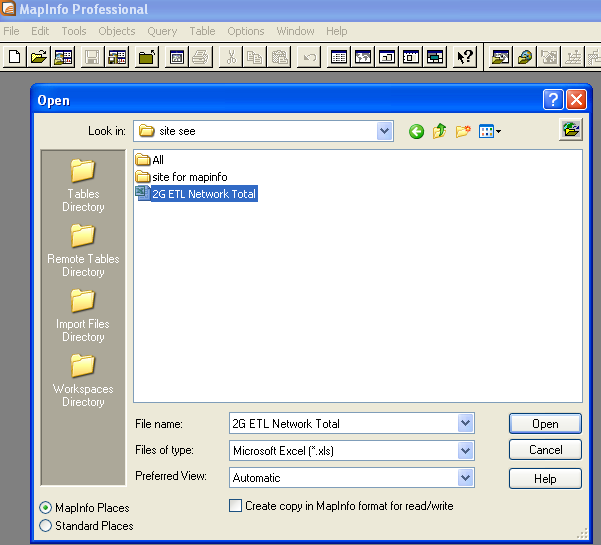 MapInfo Professional
File Edit Tools Objects Query Table Options Window Help
Open
Look in: site see
All
site for mapinfo
2G ETL Network Total
Tables
Directory
Remote Tables
Directory
Import Files
Directory
Workspaces
Directory
File name: 2G ETL Network Total Open
Files of type: Microsoft Excel (*.xls) Cancel
Preferred View: Automatic Help
MapInfo Places Create copy in MapInfo format for read/write
Standard Places